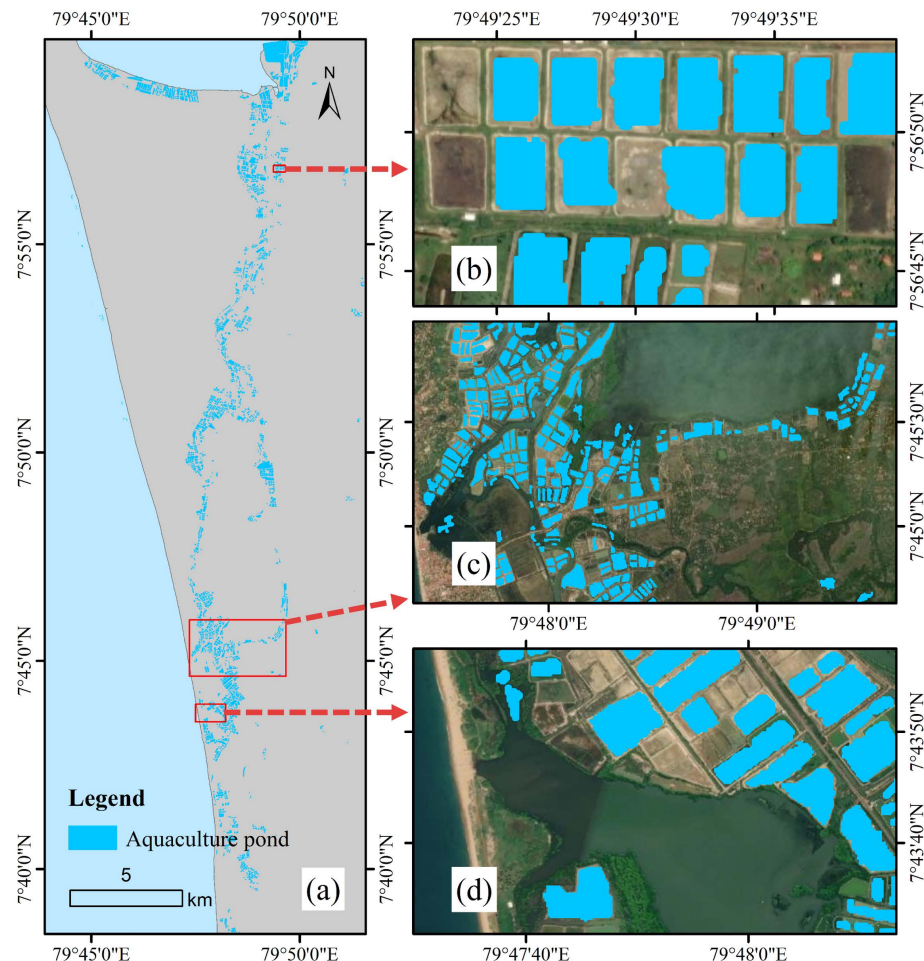 79°45'0"E
79°50'0"E
79°49'25"E
79°49'30"E
79°49'35"E
N
7°55'0"N
7°50'0"N
7°45'0"N
7°40'0"N
7°55'0"N
7°50'0"N
7°45'0"N
7°40'0"N
(b)
7°56'50"N
7°56'45"N
(c)
7°45'30"N
7°45'0"N
79°48'0"E
79°49'0"E
(d)
7°43'50"N
7°43'40"N
Legend
Aquaculture pond
5
km
(a)
79°45'0"E
79°50'0"E
79°47'40"E
79°48'0"E